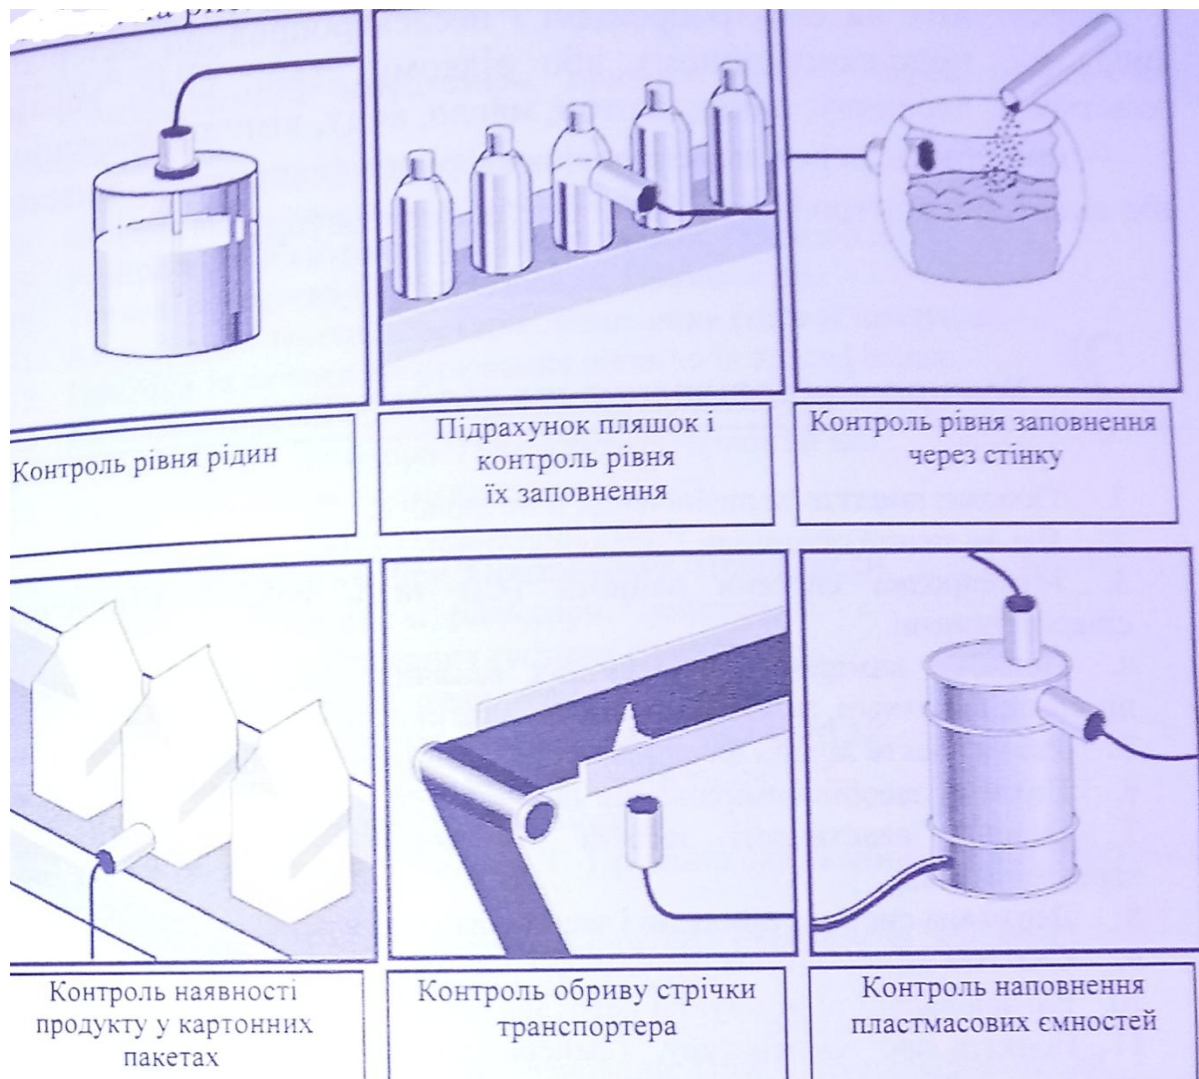 Контроль рівня рідин
Підрахунок пляшок і
контроль рівня
їх заповнення
Контроль рівня заповнення
через стінку
Контроль наявності
продукту у картонних
пакетах
Контроль обриву стрічки
транспортера
Контроль наповнення
пластмасових ємностей